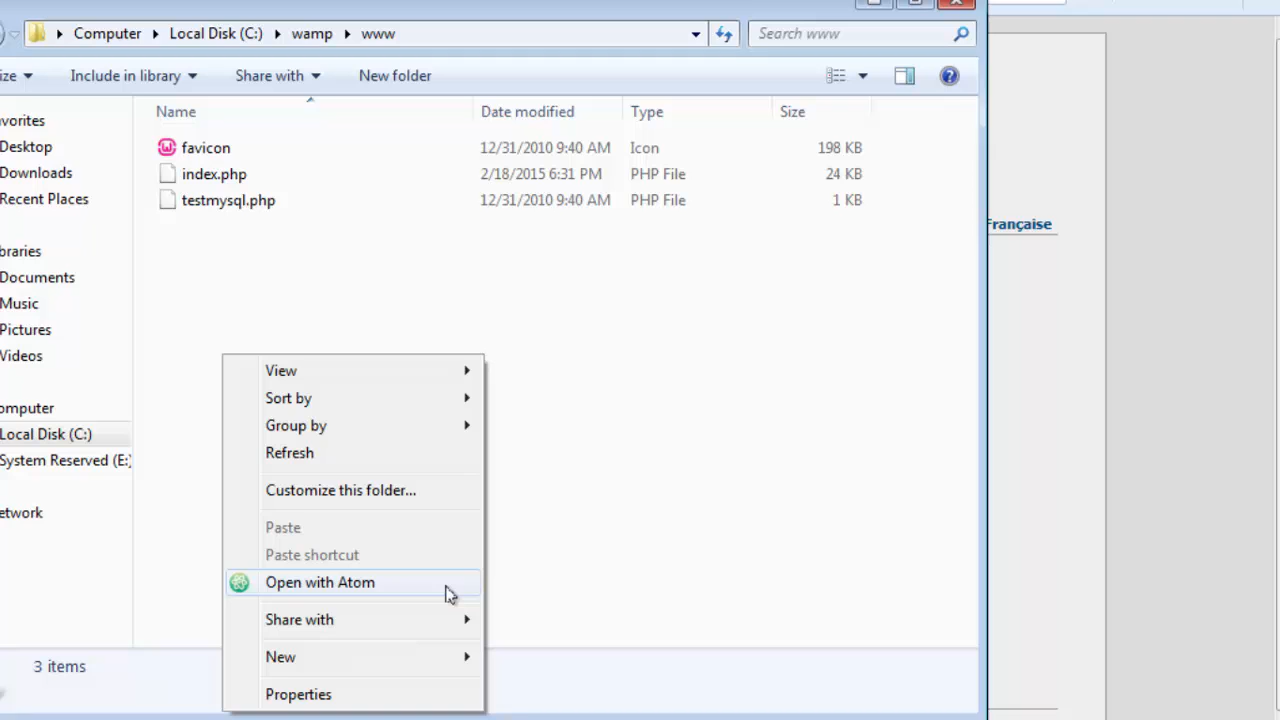 Computer Local Disk (C:) wamp www Search www
ize Include in library Share with New folder
Name Date modified Type Size
favicon 12/31/2010 9:40 AM Icon 198 KB
index.php 2/18/2015 6:31 PM PHP File 24 KB
testmysql.php 12/31/2010 9:40 AM PHP File 1 KB
avorites
Desktop
Downloads
Recent Places
braries
Documents
Music
Pictures
Videos
omputer
Local Disk (C:)
System Reserved (E:)
etwork
View
Sort by
Group by
Refresh
Customize this folder...
Paste
Paste shortcut
Open with Atom
Share with
New
Properties
3 items
Française